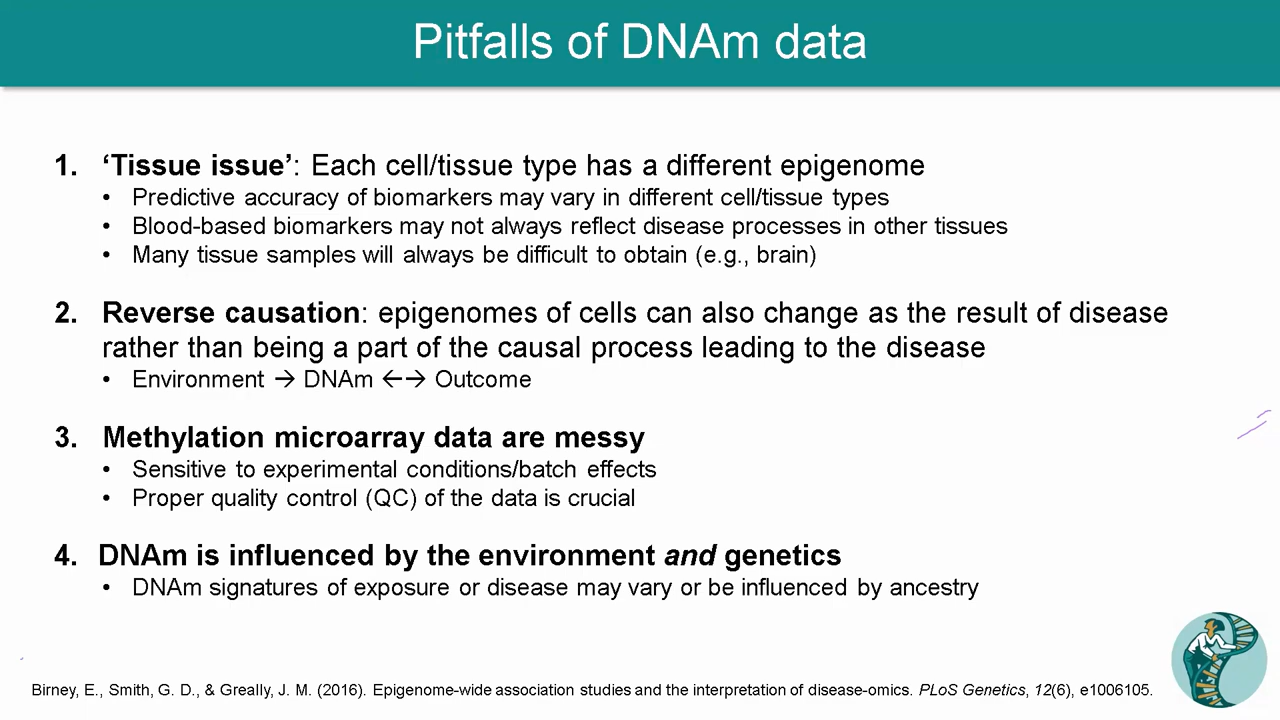 Pitfalls of DNAm data
1. ‘Tissue issue’: Each cell/tissue type has a different epigenome
• Predictive accuracy of biomarkers may vary in different cell/tissue types
• Blood-based biomarkers may not always reflect disease processes in other tissues
• Many tissue samples will always be difficult to obtain (e.g., brain)
2. Reverse causation: epigenomes of cells can also change as the result of disease
rather than being a part of the causal process leading to the disease
• Environment → DNAm ←→ Outcome
3. Methylation microarray data are messy
• Sensitive to experimental conditions/batch effects
• Proper quality control (QC) of the data is crucial
4. DNAm is influenced by the environment and genetics
• DNAm signatures of exposure or disease may vary or be influenced by ancestry
Birney, E., Smith, G. D., & Greally, J. M. (2016). Epigenome-wide association studies and the interpretation of disease-omics. PLoS Genetics, 12(6), e1006105.